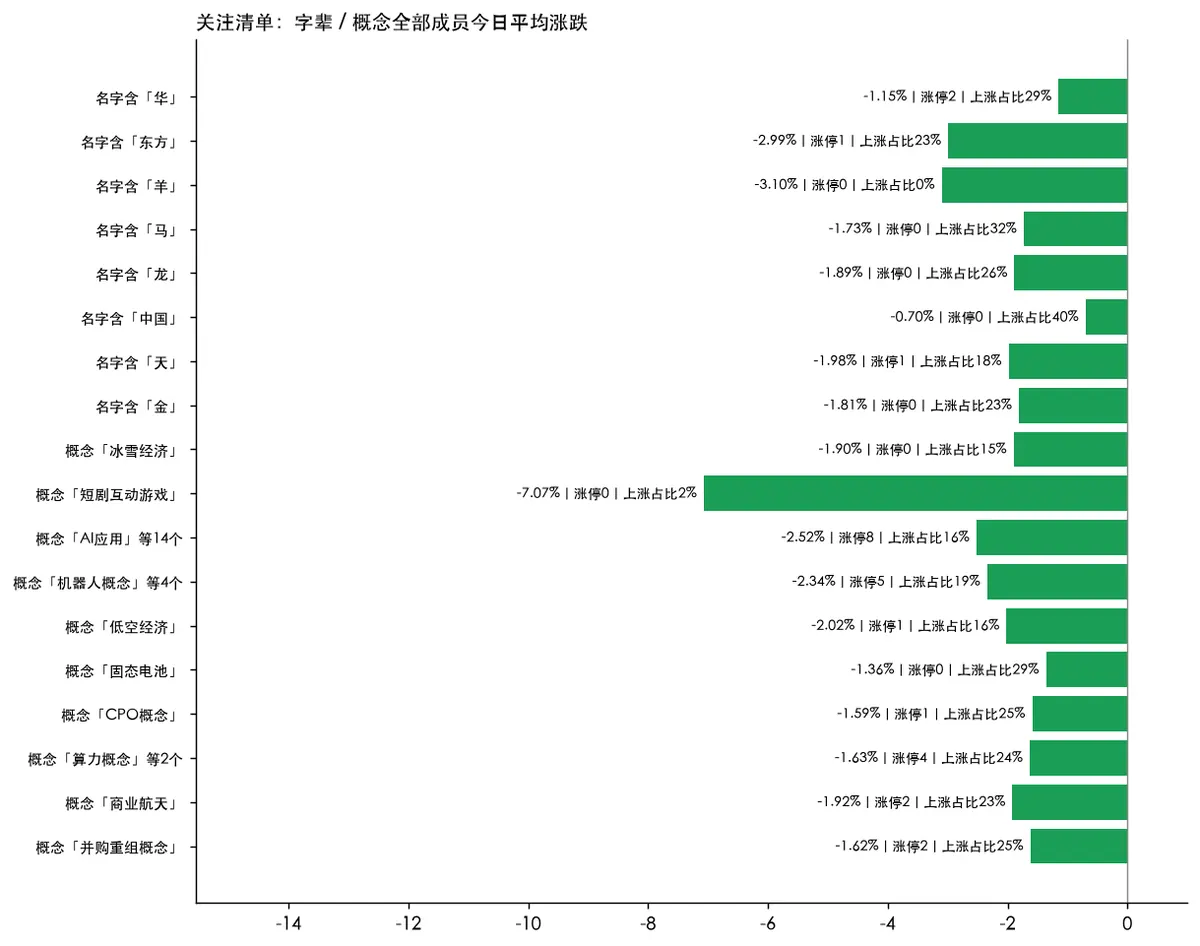 关注清单：字辈 / 概念全部成员今日平均涨跌
名字含「华」 -1.15% | 涨停2 | 上涨占比29%
名字含「东方」 -2.99% | 涨停1 | 上涨占比23%
名字含「羊」 -3.10% | 涨停0 | 上涨占比0%
名字含「马」 -1.73% | 涨停0 | 上涨占比32%
名字含「龙」 -1.89% | 涨停0 | 上涨占比26%
名字含「中国」 -0.70% | 涨停0 | 上涨占比40%
名字含「天」 -1.98% | 涨停1 | 上涨占比18%
名字含「金」 -1.81% | 涨停0 | 上涨占比23%
概念「冰雪经济」 -1.90% | 涨停0 | 上涨占比15%
概念「短剧互动游戏」 -7.07% | 涨停0 | 上涨占比2%
概念「AI应用」等14个 -2.52% | 涨停8 | 上涨占比16%
概念「机器人概念」等4个 -2.34% | 涨停5 | 上涨占比19%
概念「低空经济」 -2.02% | 涨停1 | 上涨占比16%
概念「固态电池」 -1.36% | 涨停0 | 上涨占比29%
概念「CPO概念」 -1.59% | 涨停1 | 上涨占比25%
概念「算力概念」等2个 -1.63% | 涨停4 | 上涨占比24%
概念「商业航天」 -1.92% | 涨停2 | 上涨占比23%
概念「并购重组概念」 -1.62% | 涨停2 | 上涨占比25%
-14 -12 -10 -8 -6 -4 -2 0